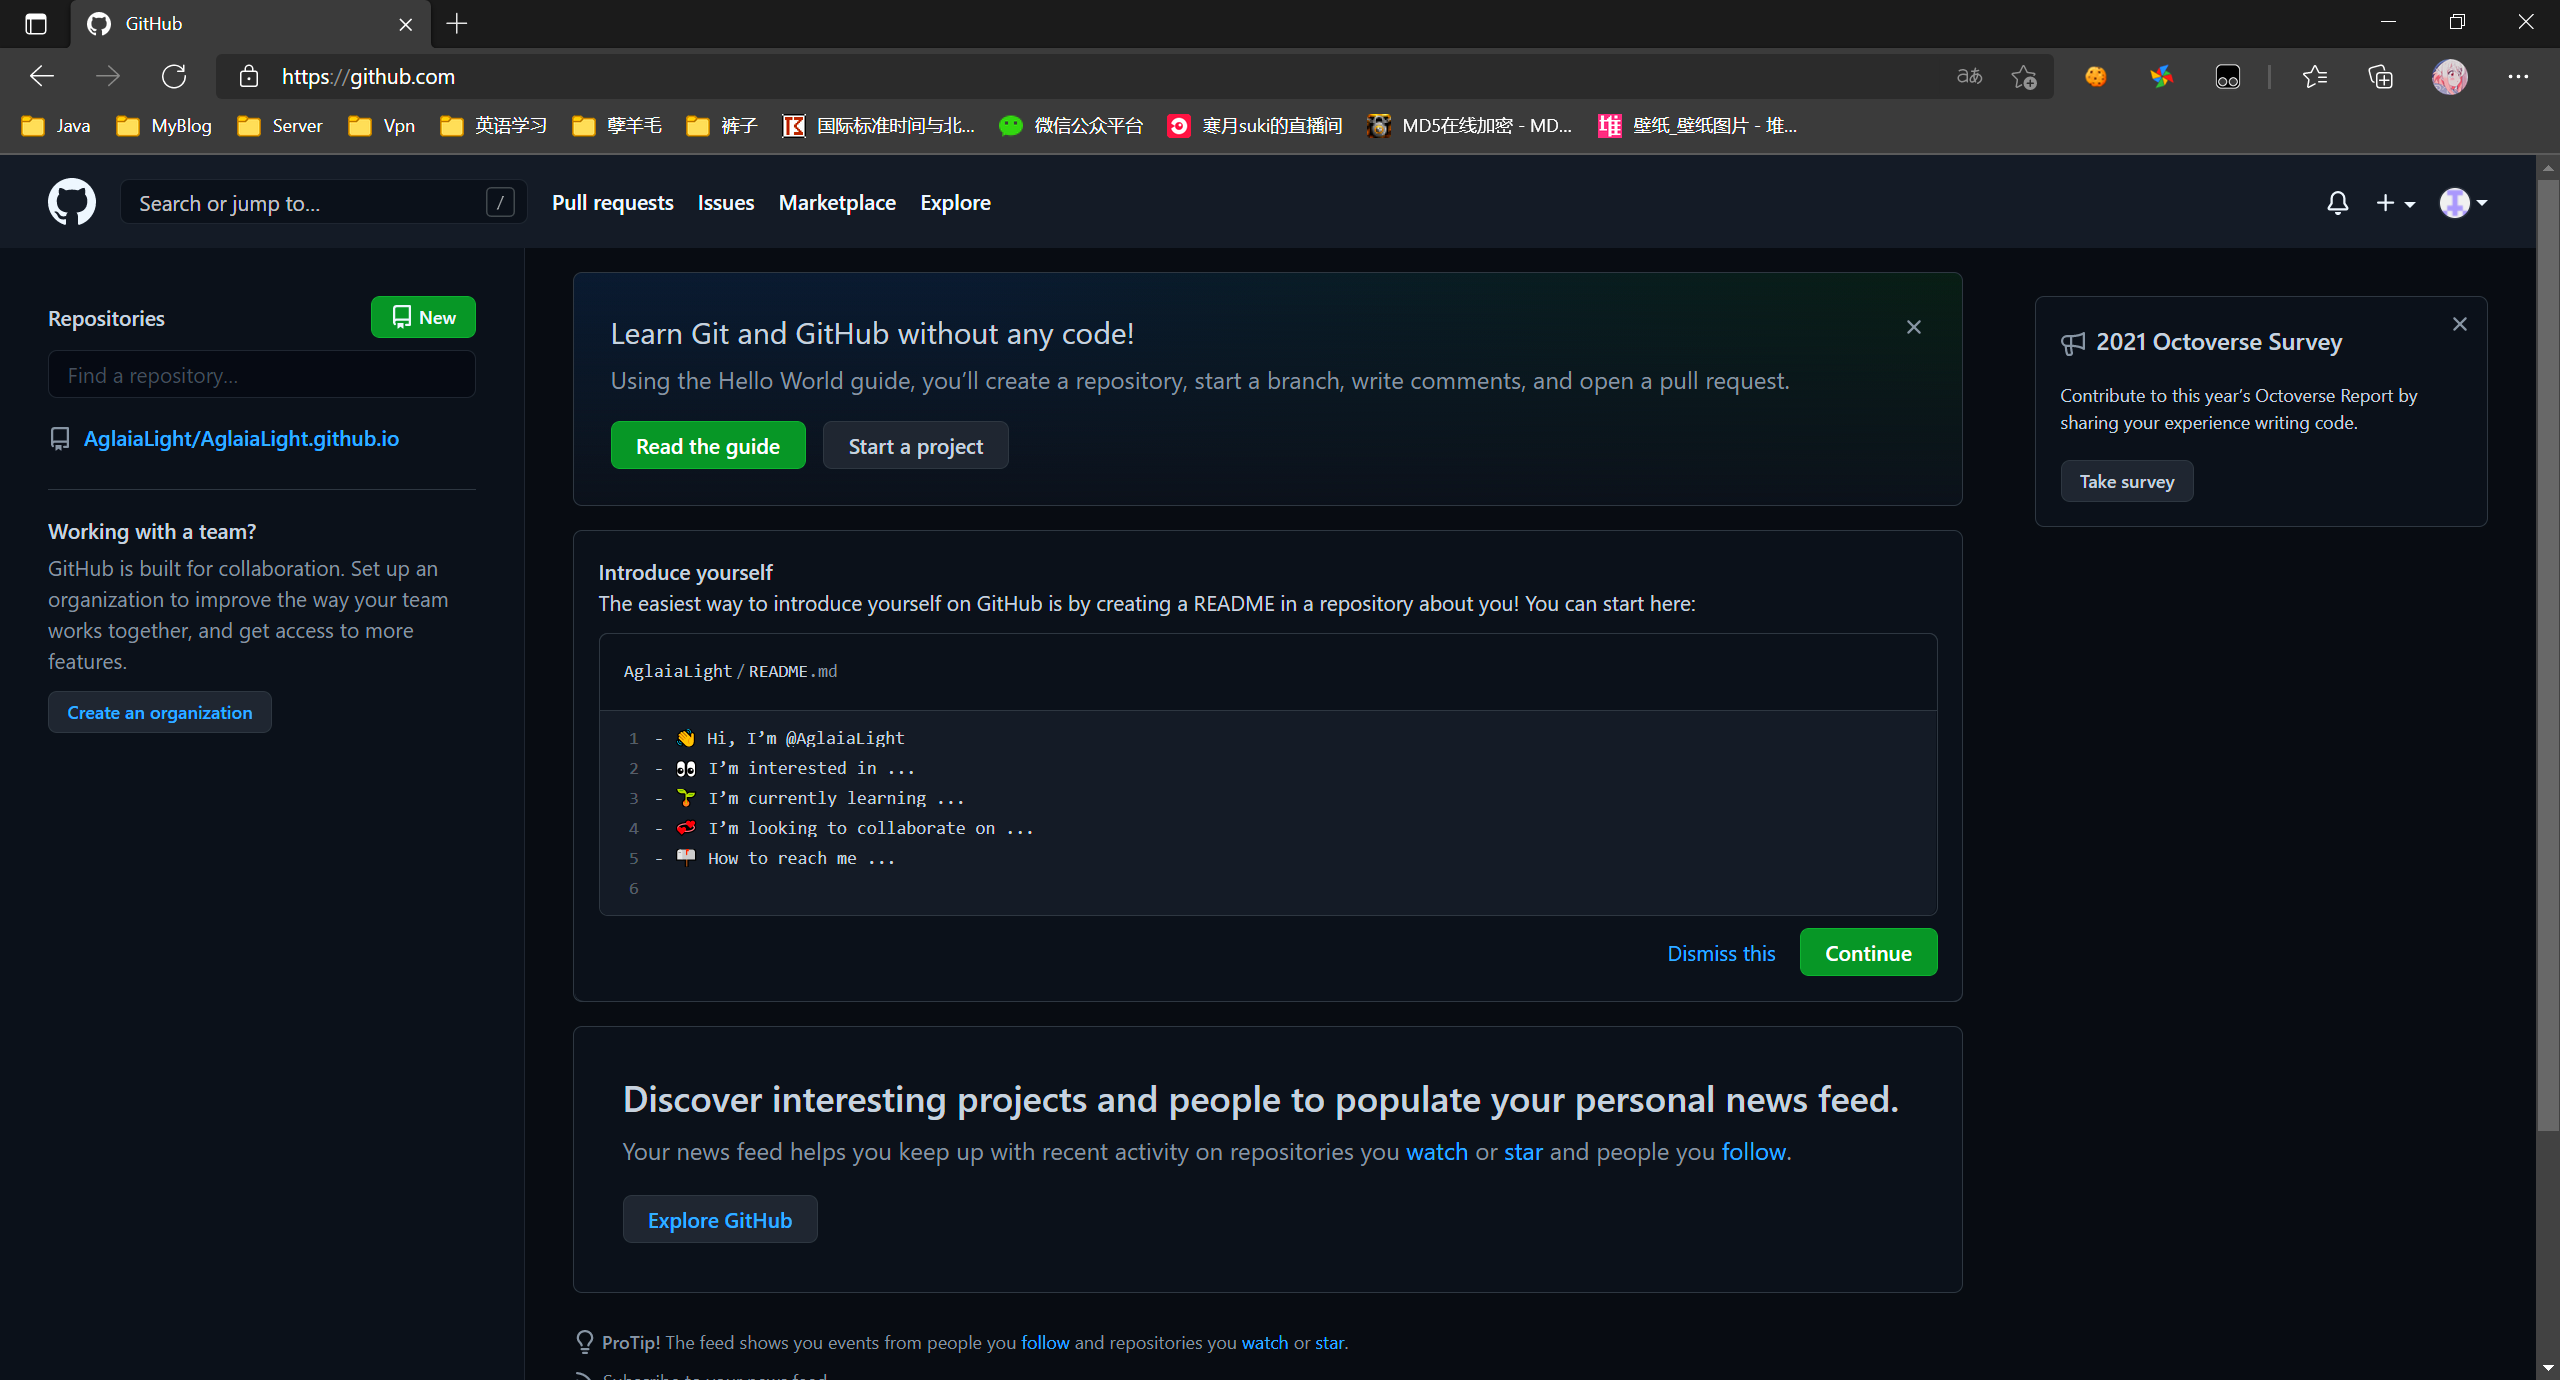 GitHub
https://github.com
aあ
Java
MyBlog
Server
Vpn
英语学习
孽羊毛
裤子
国际标准时间与北...
微信公众平台
寒月suki的直播间
MD5在线加密 - MD...
壁纸_壁纸图片 - 堆...
Search or jump to...
/
Pull requests
Issues
Marketplace
Explore
Repositories
New
Find a repository...
AglaiaLight/AglaiaLight.github.io
Working with a team?
GitHub is built for collaboration. Set up an
organization to improve the way your team
works together, and get access to more
features.
Create an organization
Learn Git and GitHub without any code!
Using the Hello World guide, you’ll create a repository, start a branch, write comments, and open a pull request.
Read the guide
Start a project
Introduce yourself
The easiest way to introduce yourself on GitHub is by creating a README in a repository about you! You can start here:
AglaiaLight / README.md
1 - 👋 Hi, I’m @AglaiaLight
2 - 👀 I’m interested in ...
3 - 🌱 I’m currently learning ...
4 - 💞️ I’m looking to collaborate on ...
5 - 📫 How to reach me ...
6
Dismiss this
Continue
Discover interesting projects and people to populate your personal news feed.
Your news feed helps you keep up with recent activity on repositories you watch or star and people you follow.
Explore GitHub
ProTip! The feed shows you events from people you follow and repositories you watch or star.
Subscribe to your news feed
2021 Octoverse Survey
Contribute to this year’s Octoverse Report by
sharing your experience writing code.
Take survey